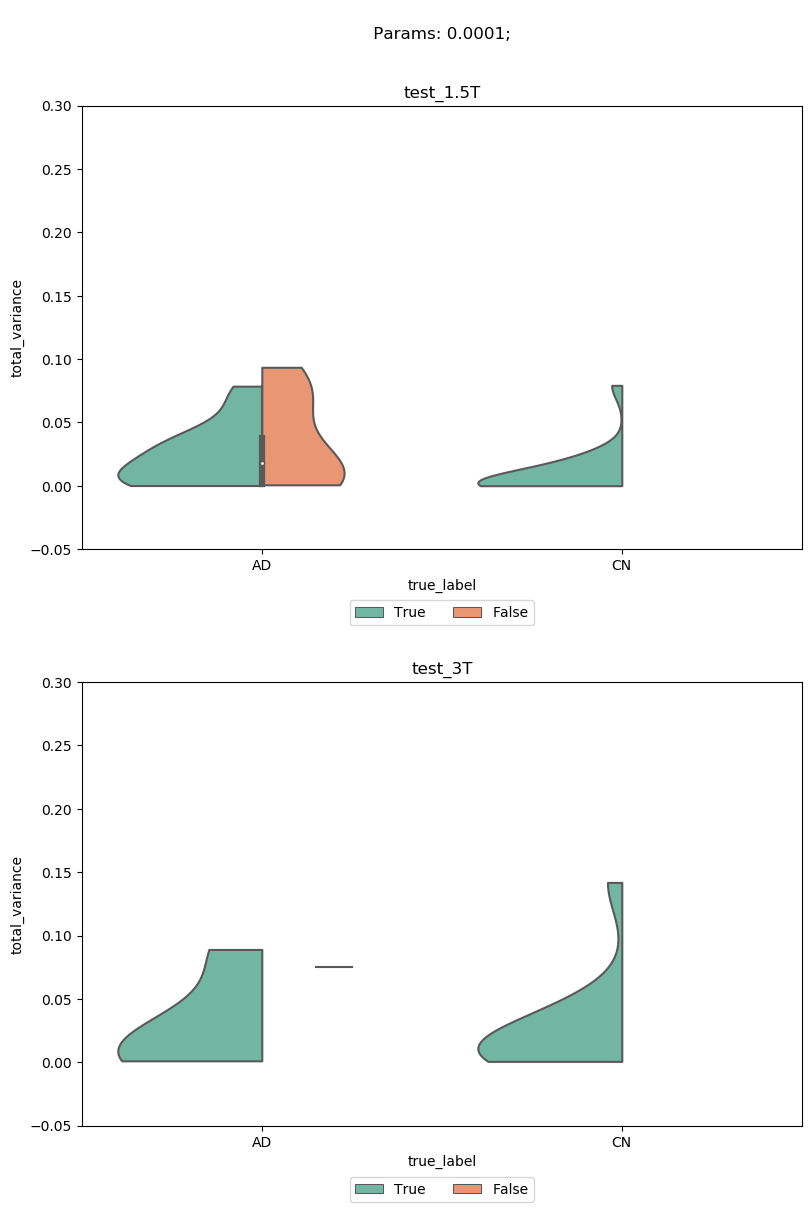 Params: 0.0001;
test_1.5T
0.30
0.25
0.20
0.15
0.10
0.05
0.00
−0.05
total_variance
AD CN
true_label
True False
test_3T
0.30
0.25
0.20
0.15
0.10
0.05
0.00
−0.05
total_variance
AD CN
true_label
True False